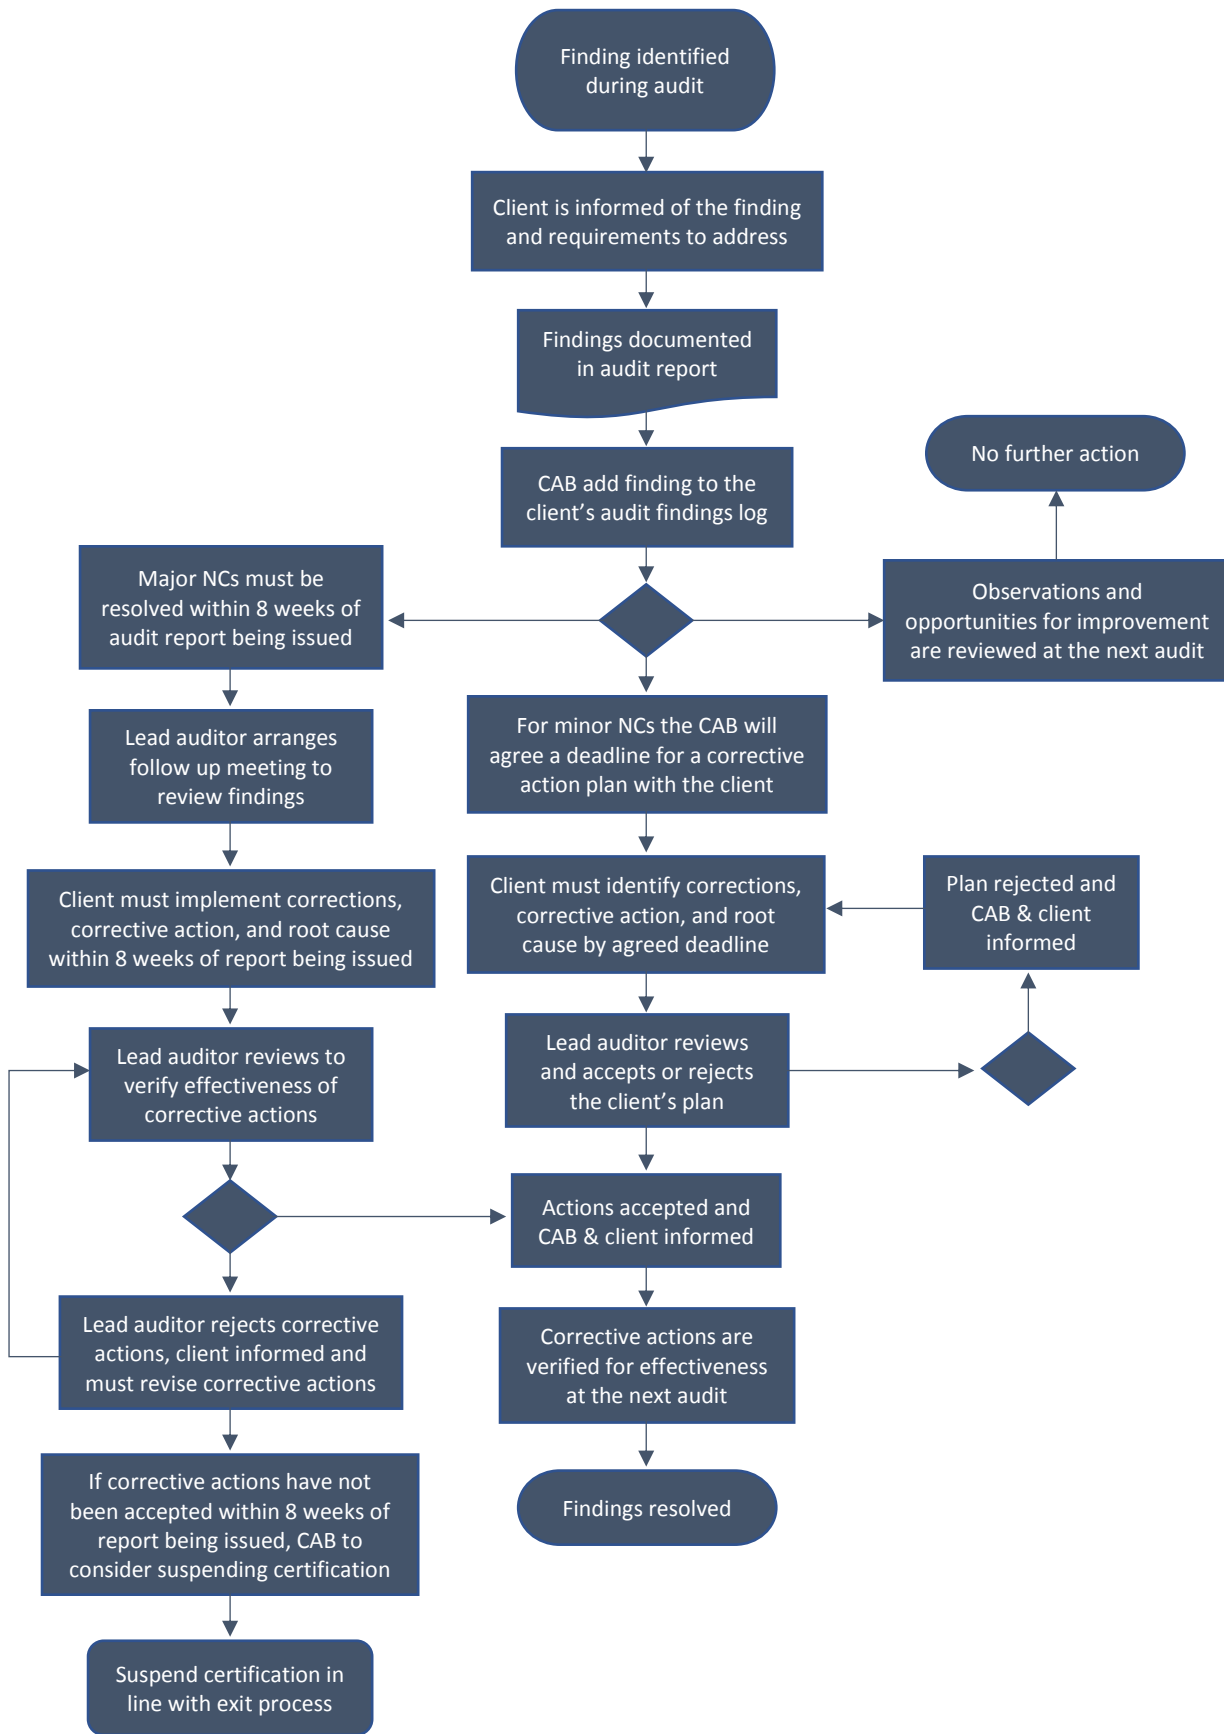 Finding identified
during audit
Client is informed of the finding
and requirements to address
Findings documented
in audit report
CAB add finding to the
client’s audit findings log
No further action
Observations and
opportunities for improvement
are reviewed at the next audit
Major NCs must be
resolved within 8 weeks of
audit report being issued
Lead auditor arranges
follow up meeting to
review findings
Client must implement corrections,
corrective action, and root cause
within 8 weeks of report being issued
Lead auditor reviews to
verify effectiveness of
corrective actions
Lead auditor rejects corrective
actions, client informed and
must revise corrective actions
If corrective actions have not
been accepted within 8 weeks of
report being issued, CAB to
consider suspending certification
Suspend certification in
line with exit process
For minor NCs the CAB will
agree a deadline for a corrective
action plan with the client
Client must identify corrections,
corrective action, and root
cause by agreed deadline
Lead auditor reviews
and accepts or rejects
the client’s plan
Plan rejected and
CAB & client
informed
Actions accepted and
CAB & client informed
Corrective actions are
verified for effectiveness
at the next audit
Findings resolved